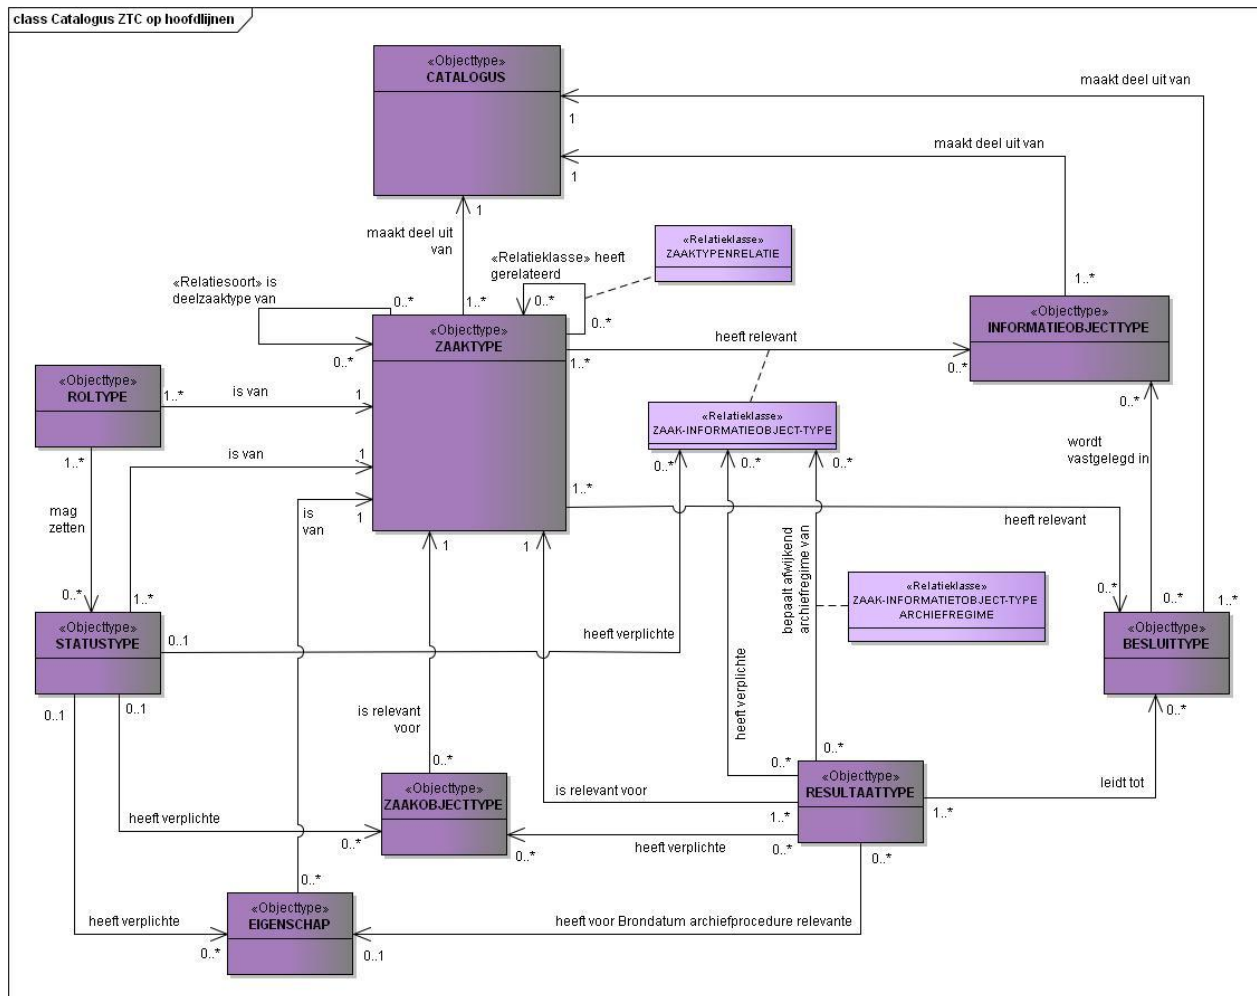 class Catalogus ZTC op hoofdlijnen
«Objecttype»
CATALOGUS
maakt deel uit van
1
maakt deel uit van
1
1
maakt deel uit
van
«Relatieklasse»
ZAAKTYPENRELATIE
«Relatieklasse» heeft
gerelateerd
«Relatiesoort» is
deelzaaktype van
0..*
1..*
0..*
0..*
1..*
«Objecttype»
INFORMATIEOBJECTTYPE
«Objecttype»
ZAAKTYPE
heeft relevant
0..*
1..*
0..*
«Objecttype»
ROLTYPE
1..*
is van
1
«Relatieklasse»
ZAAK-INFORMATIEOBJECT-TYPE
0..*
wordt
vastgelegd in
1..*
is van
1
0..*
0..*
0..*
1..*
mag
zetten
is
van
1
heeft relevant
1
1
bepaalt afwijkend
archiefregime van
«Relatieklasse»
ZAAK-INFORMATIETOBJECT-TYPE
ARCHIEFREGIME
0..*
1..*
0..*
0..*
1..*
«Objecttype»
STATUSTYPE
0..1
heeft verplichte
«Objecttype»
BESLUITTYPE
0..1
0..1
is relevant
voor
heeft verplichte
0..*
0..*
0..*
0..*
«Objecttype»
ZAAKOBJECTTYPE
«Objecttype»
RESULTAATTYPE
is relevant voor
leidt tot
1..*
1..*
heeft verplichte
0..*
0..*
heeft verplichte
0..*
0..*
0..*
«Objecttype»
EIGENSCHAP
heeft verplichte
0..*
heeft voor Brondatum archiefprocedure relevante
0..1